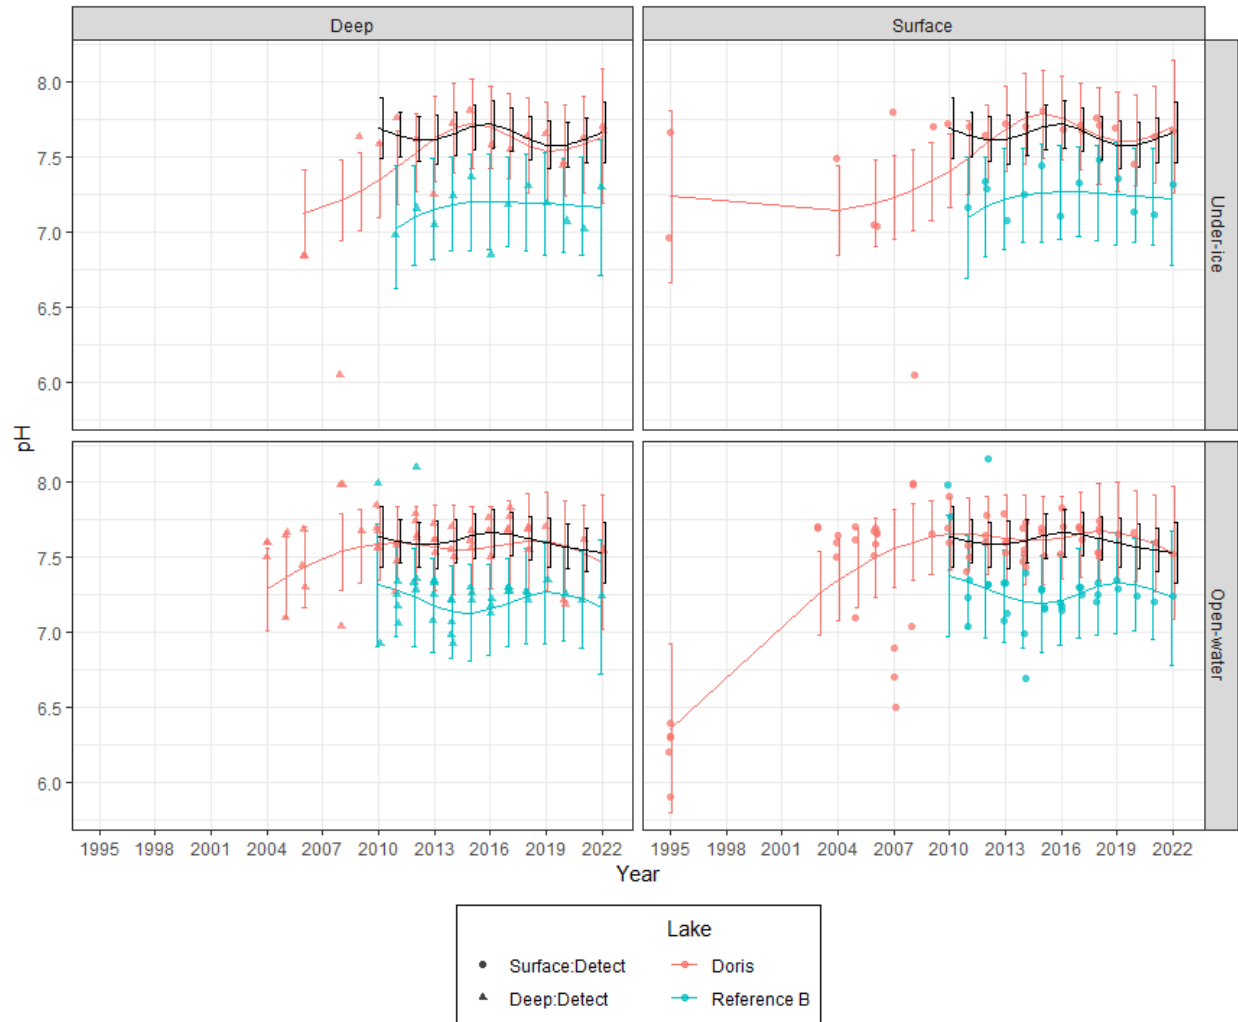 Deep
Surface
8.0
7.5
7.0
6.5
6.0
Under-ice
pH
8.0
7.5
7.0
6.5
6.0
Open-water
1995 1998 2001 2004 2007 2010 2013 2016 2019 2022
1995 1998 2001 2004 2007 2010 2013 2016 2019 2022
Year
Lake
Surface:Detect
Doris
Deep:Detect
Reference B